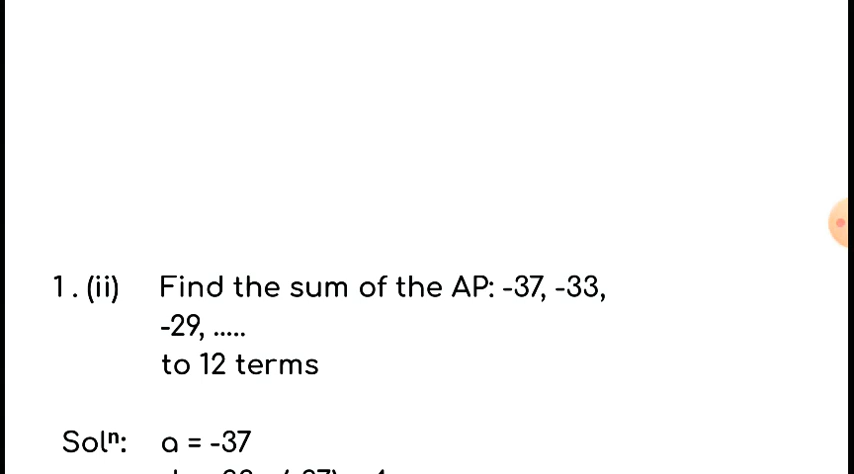 1. (ii) Find the sum of the AP: -37, -33,
-29, .....
to 12 terms
Solⁿ: a = -37